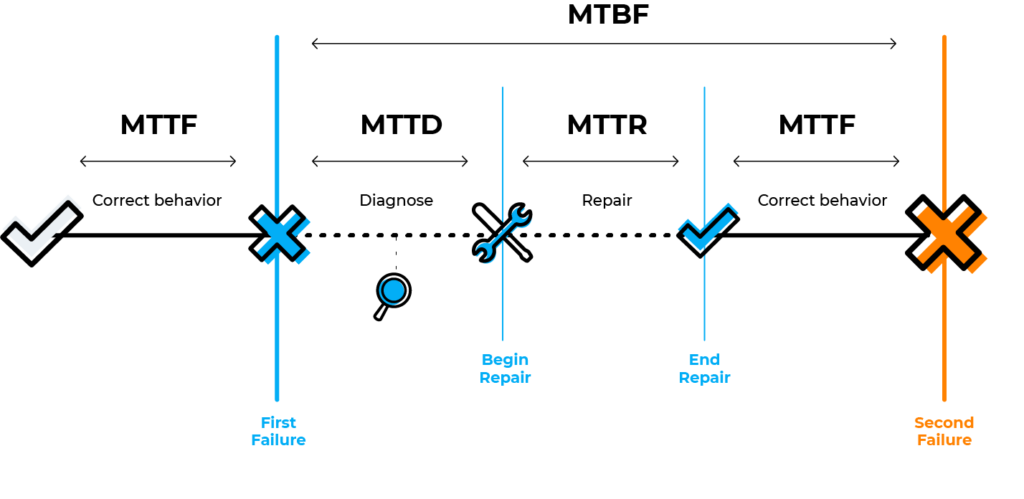 MTBF
MTTF
MTTD
MTTR
MTTF
Correct behavior
Diagnose
Repair
Correct behavior
Begin
Repair
End
Repair
First
Failure
Second
Failure